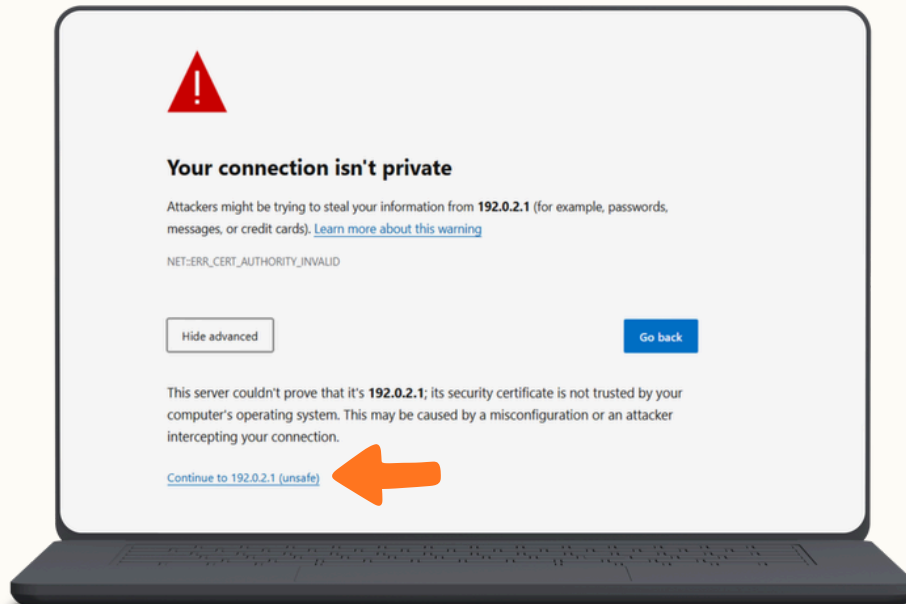 !
Your connection isn't private
Attackers might be trying to steal your information from 192.0.2.1 (for example, passwords,
messages, or credit cards). Learn more about this warning
NET::ERR_CERT_AUTHORITY_INVALID
Hide advanced
Go back
This server couldn't prove that it's 192.0.2.1; its security certificate is not trusted by your
computer's operating system. This may be caused by a misconfiguration or an attacker
intercepting your connection.
Continue to 192.0.2.1 (unsafe)